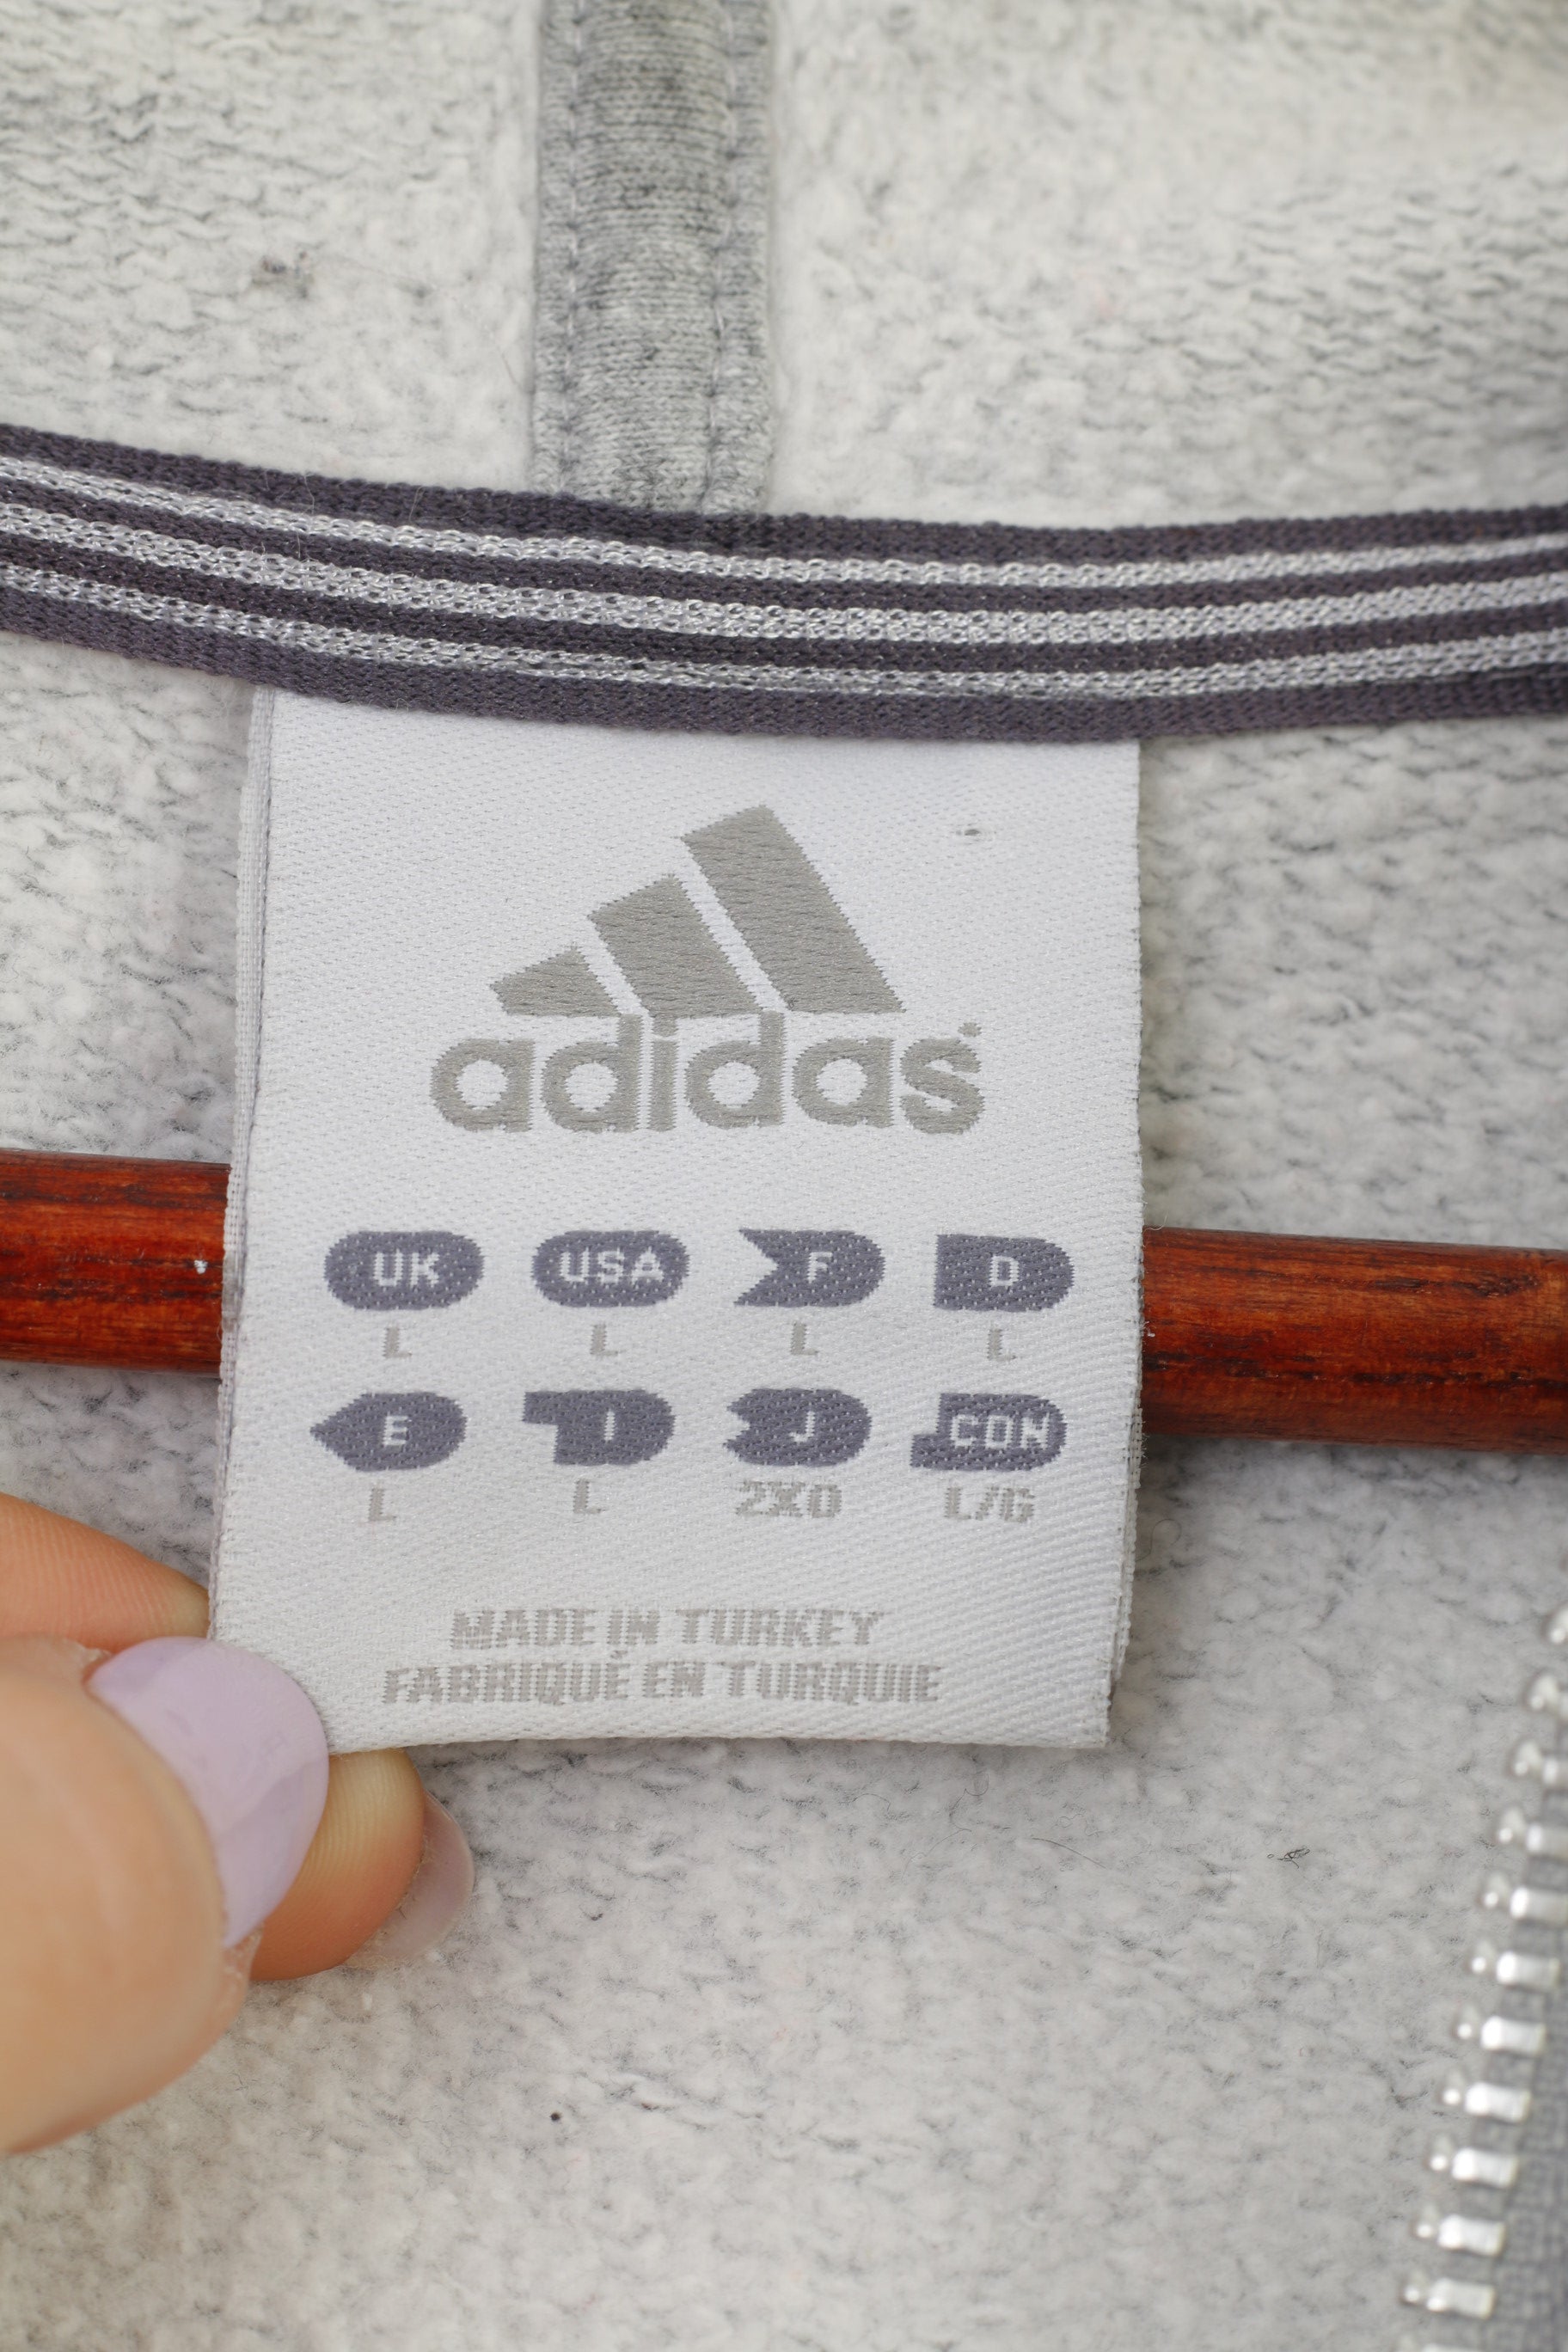 adidas
UK USA F D
L L L L
E I J CDN
L L 2XO L/G
MADE IN TURKEY
FABRIQUÉ EN TURQUIE